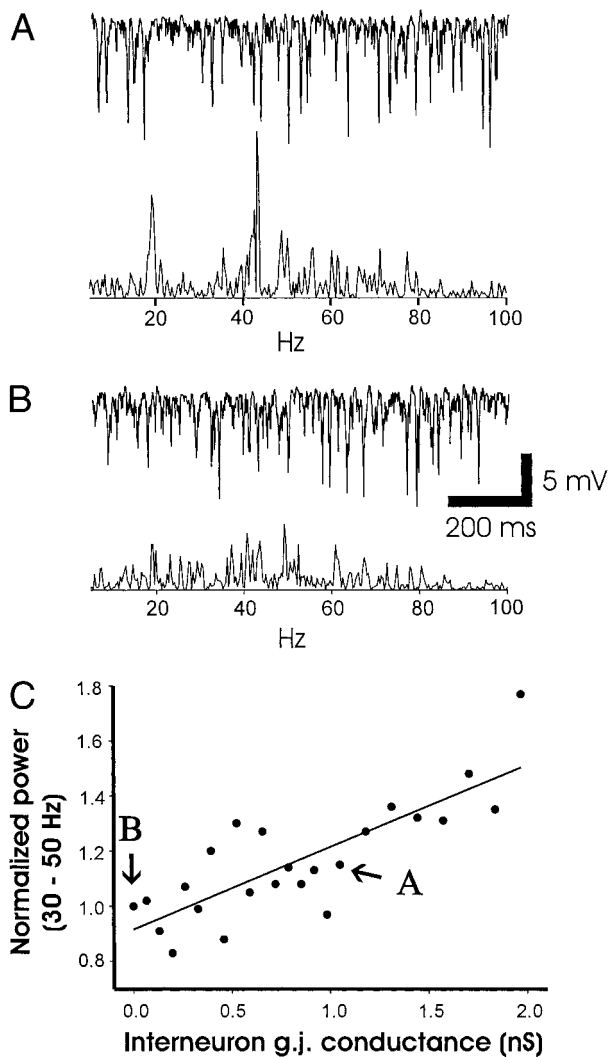 A
20 40 60 80 100
Hz
B
5 mV
200 ms
20 40 60 80 100
Hz
C
Normalized power
(30 - 50 Hz)
1.8
1.6
1.4
1.2
1.0
0.8
B
A
0.0 0.5 1.0 1.5 2.0
Interneuron g.j. conductance (nS)